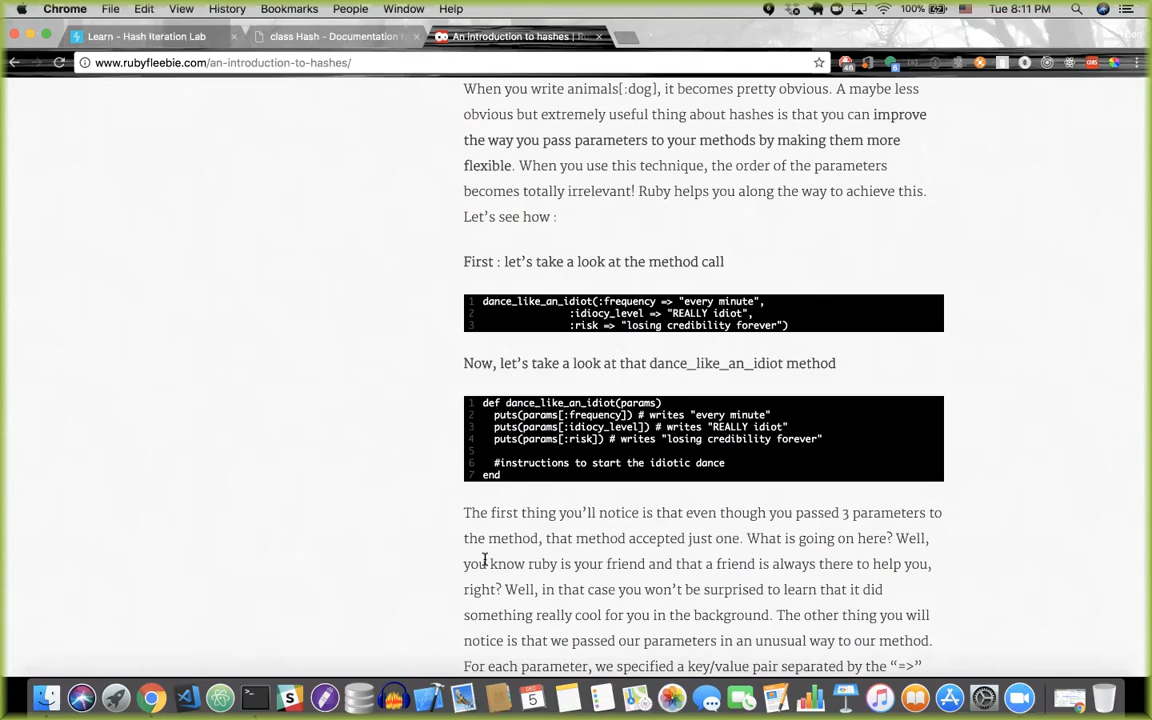 Chrome File Edit View History Bookmarks People Window Help 100% Tue 8:11 PM
Learn - Hash Iteration Lab
class Hash - Documentation
An introduction to hashes |
www.rubyfleebie.com/an-introduction-to-hashes/
When you write animals[:dog], it becomes pretty obvious. A maybe less
obvious but extremely useful thing about hashes is that you can improve
the way you pass parameters to your methods by making them more
flexible. When you use this technique, the order of the parameters
becomes totally irrelevant! Ruby helps you along the way to achieve this.
Let's see how :
First : let's take a look at the method call
1 dance_like_an_idiot(:frequency => "every minute",
2 :idiocy_level => "REALLY idiot",
3 :risk => "losing credibility forever")
Now, let's take a look at that dance_like_an_idiot method
1 def dance_like_an_idiot(params)
2 puts(params[:frequency]) # writes "every minute"
3 puts(params[:idiocy_level]) # writes "REALLY idiot"
4 puts(params[:risk]) # writes "losing credibility forever"
5
6 #instructions to start the idiotic dance
7 end
The first thing you'll notice is that even though you passed 3 parameters to
the method, that method accepted just one. What is going on here? Well,
you know ruby is your friend and that a friend is always there to help you,
right? Well, in that case you won't be surprised to learn that it did
something really cool for you in the background. The other thing you will
notice is that we passed our parameters in an unusual way to our method.
For each parameter, we specified a key/value pair separated by the “=>”